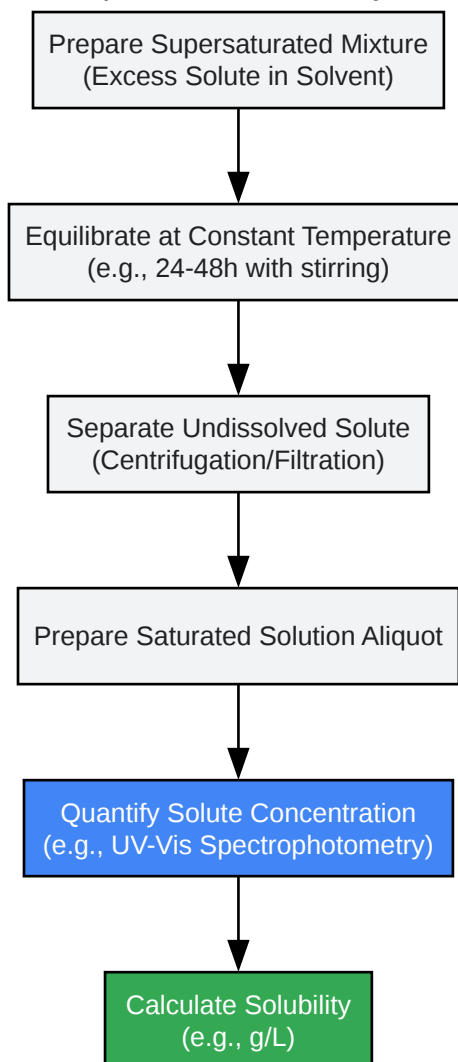 Prepare Supersaturated Mixture
(Excess Solute in Solvent)
Equilibrate at Constant Temperature
(e.g., 24-48h with stirring)
Separate Undissolved Solute
(Centrifugation/Filtration)
Prepare Saturated Solution Aliquot
Quantify Solute Concentration
(e.g., UV-Vis Spectrophotometry)
Calculate Solubility
(e.g., g/L)